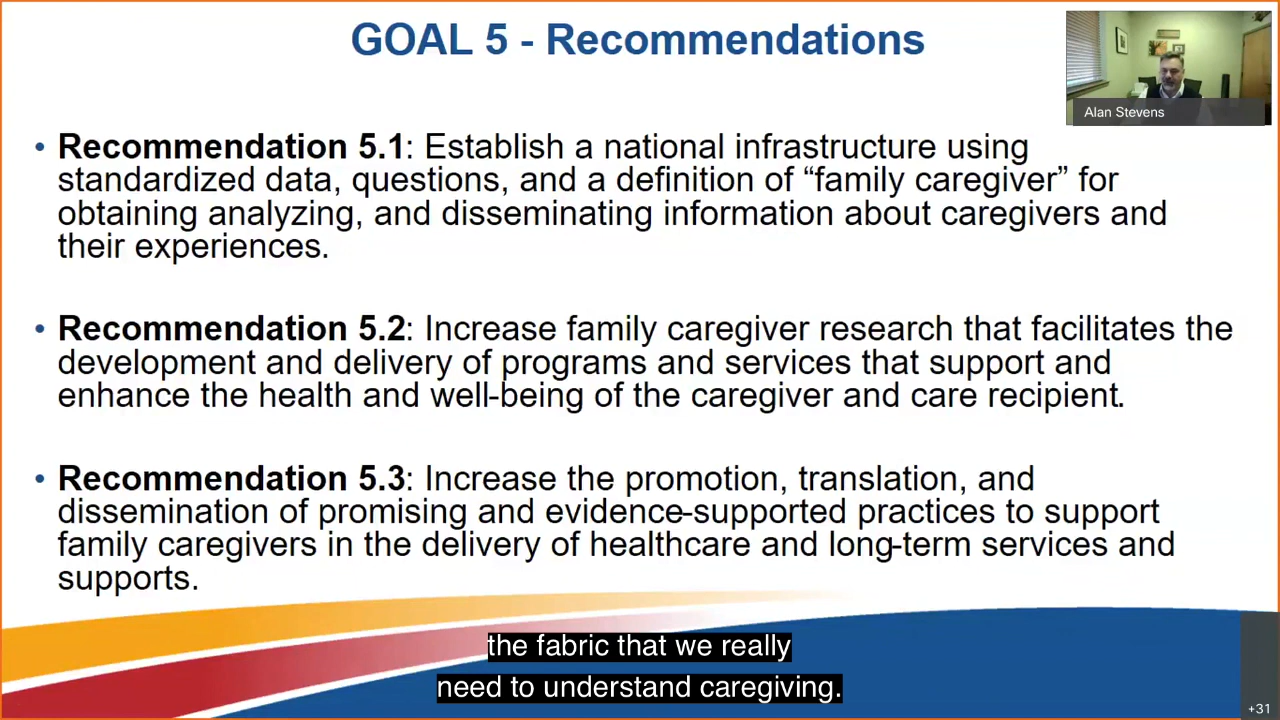 GOAL 5 - Recommendations
Alan Stevens
• Recommendation 5.1: Establish a national infrastructure using
standardized data, questions, and a definition of “family caregiver” for
obtaining analyzing, and disseminating information about caregivers and
their experiences.
• Recommendation 5.2: Increase family caregiver research that facilitates the
development and delivery of programs and services that support and
enhance the health and well-being of the caregiver and care recipient.
• Recommendation 5.3: Increase the promotion, translation, and
dissemination of promising and evidence-supported practices to support
family caregivers in the delivery of healthcare and long-term services and
supports.
the fabric that we really
need to understand caregiving.
+31